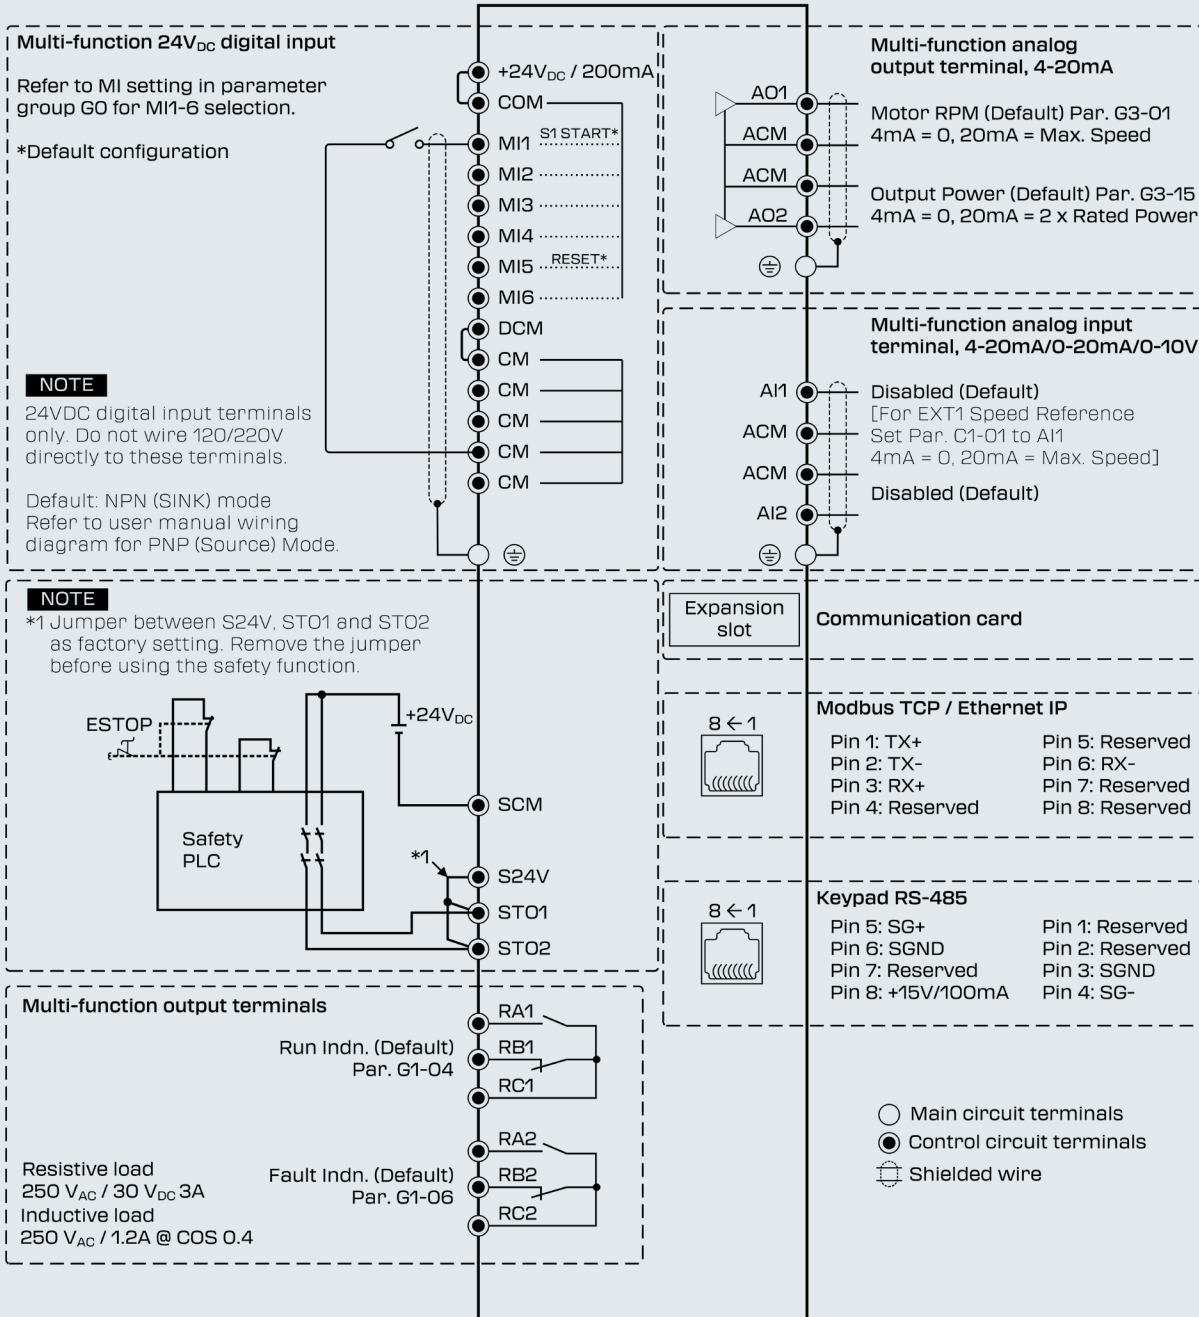 Multi-function 24VDC digital input
Refer to MI setting in parameter
group G0 for MI1-6 selection.
*Default configuration
+24VDC / 200mA
COM
MI1 S1 START*
MI2
MI3
MI4
MI5 RESET*
MI6
DCM
CM
CM
CM
CM
CM
NOTE
24VDC digital input terminals
only. Do not wire 120/220V
directly to these terminals.
Default: NPN (SINK) mode
Refer to user manual wiring
diagram for PNP (Source) Mode.
Multi-function analog
output terminal, 4-20mA
AO1
ACM
ACM
AO2
Motor RPM (Default) Par. G3-01
4mA = 0, 20mA = Max. Speed
Output Power (Default) Par. G3-15
4mA = 0, 20mA = 2 x Rated Power
Multi-function analog input
terminal, 4-20mA/0-20mA/0-10V
AI1
ACM
ACM
AI2
Disabled (Default)
[For EXT1 Speed Reference
Set Par. C1-01 to AI1
4mA = 0, 20mA = Max. Speed]
Disabled (Default)
NOTE
*1 Jumper between S24V, STO1 and STO2
as factory setting. Remove the jumper
before using the safety function.
ESTOP
+24VDC
Safety
PLC
*1
SCM
S24V
STO1
STO2
Expansion
slot
Communication card
Modbus TCP / Ethernet IP
8 ← 1
Pin 1: TX+ Pin 5: Reserved
Pin 2: TX- Pin 6: RX-
Pin 3: RX+ Pin 7: Reserved
Pin 4: Reserved Pin 8: Reserved
Keypad RS-485
8 ← 1
Pin 5: SG+ Pin 1: Reserved
Pin 6: SGND Pin 2: Reserved
Pin 7: Reserved Pin 3: SGND
Pin 8: +15V/100mA Pin 4: SG-
Multi-function output terminals
Run Indn. (Default)
Par. G1-04
RA1
RB1
RC1
Fault Indn. (Default)
Par. G1-06
RA2
RB2
RC2
Resistive load
250 VAC / 30 VDC 3A
Inductive load
250 VAC / 1.2A @ COS 0.4
Main circuit terminals
Control circuit terminals
Shielded wire